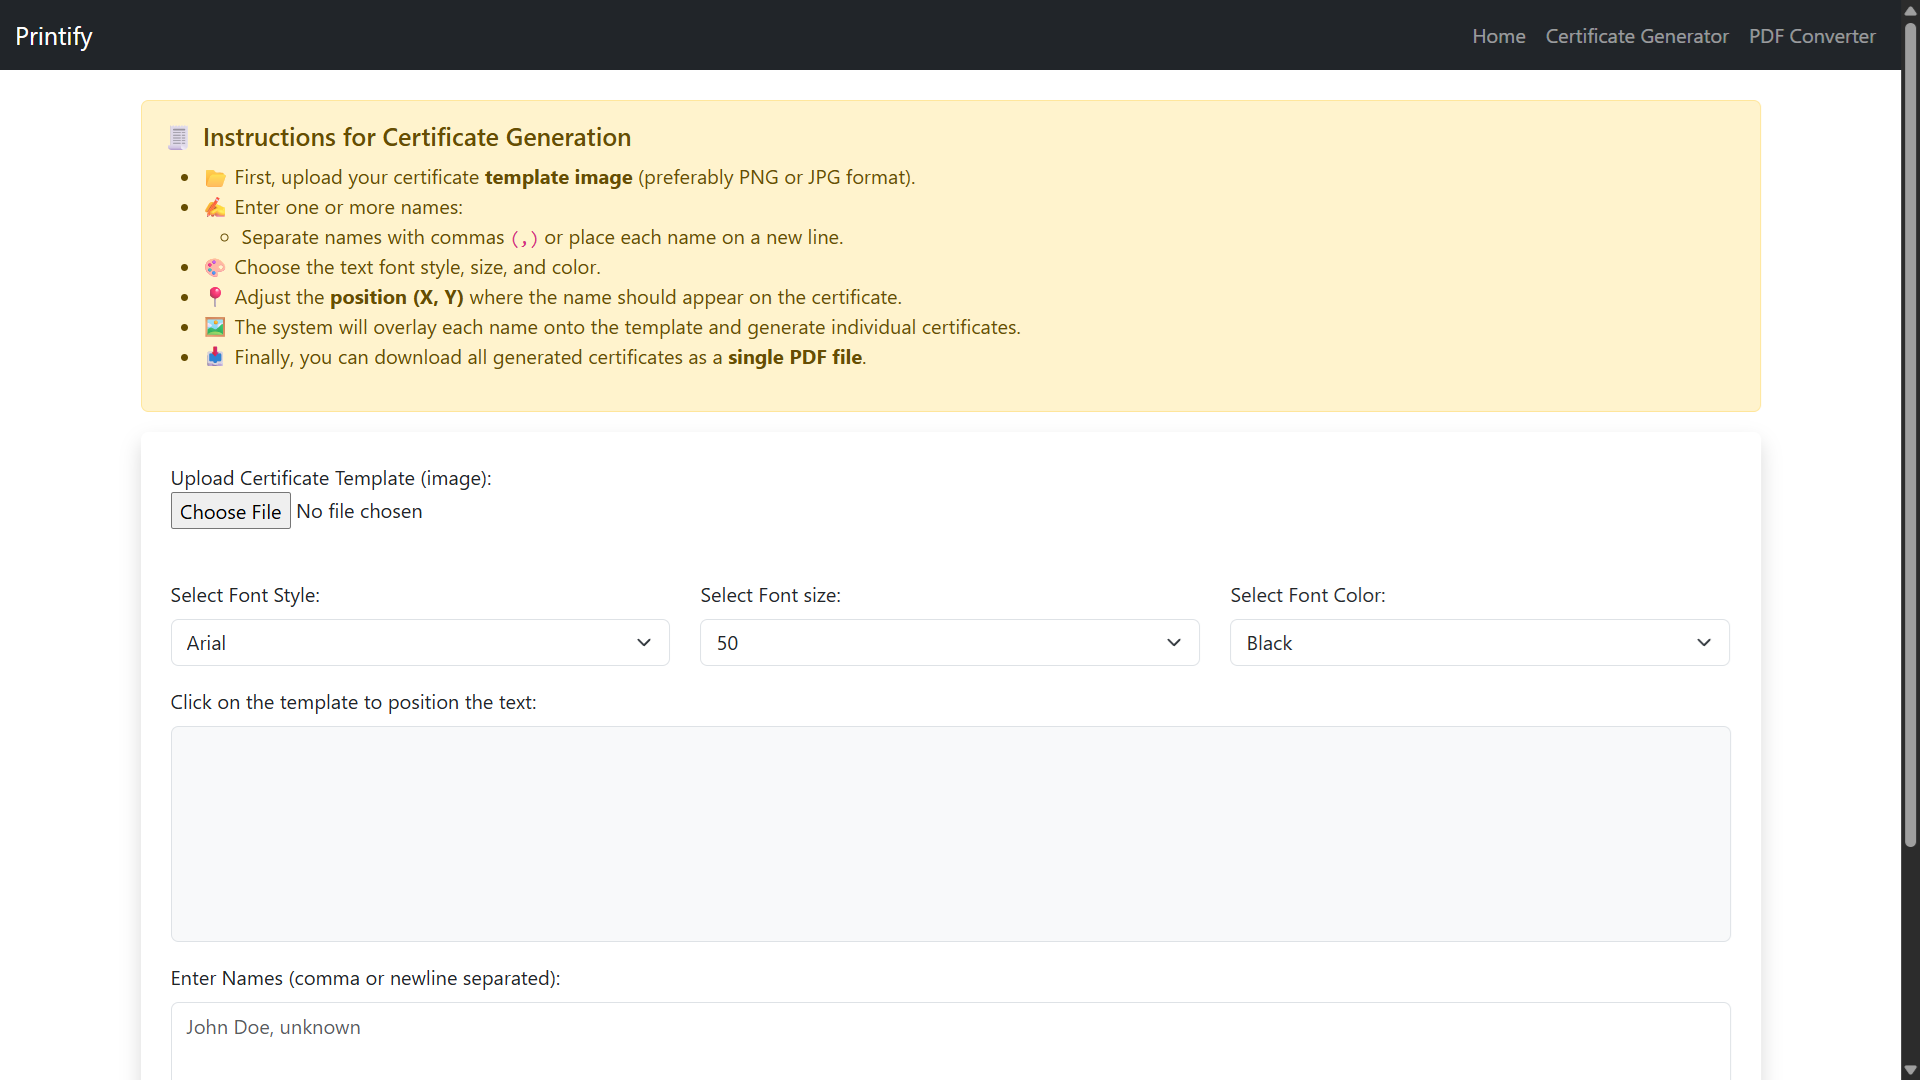 Printify
Home Certificate Generator PDF Converter
Instructions for Certificate Generation
First, upload your certificate template image (preferably PNG or JPG format).
Enter one or more names:
Separate names with commas (,) or place each name on a new line.
Choose the text font style, size, and color.
Adjust the position (X, Y) where the name should appear on the certificate.
The system will overlay each name onto the template and generate individual certificates.
Finally, you can download all generated certificates as a single PDF file.
Upload Certificate Template (image):
Choose File No file chosen
Select Font Style: Select Font size: Select Font Color:
Arial 50 Black
Click on the template to position the text:
Enter Names (comma or newline separated):
John Doe, unknown